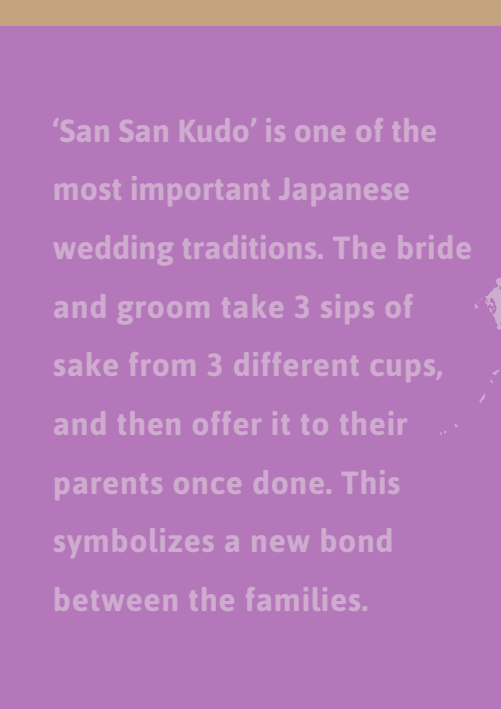 ‘San San Kudo’ is one of the
most important Japanese
wedding traditions. The bride
and groom take 3 sips of
sake from 3 different cups,
and then offer it to their
parents once done. This
symbolizes a new bond
between the families.